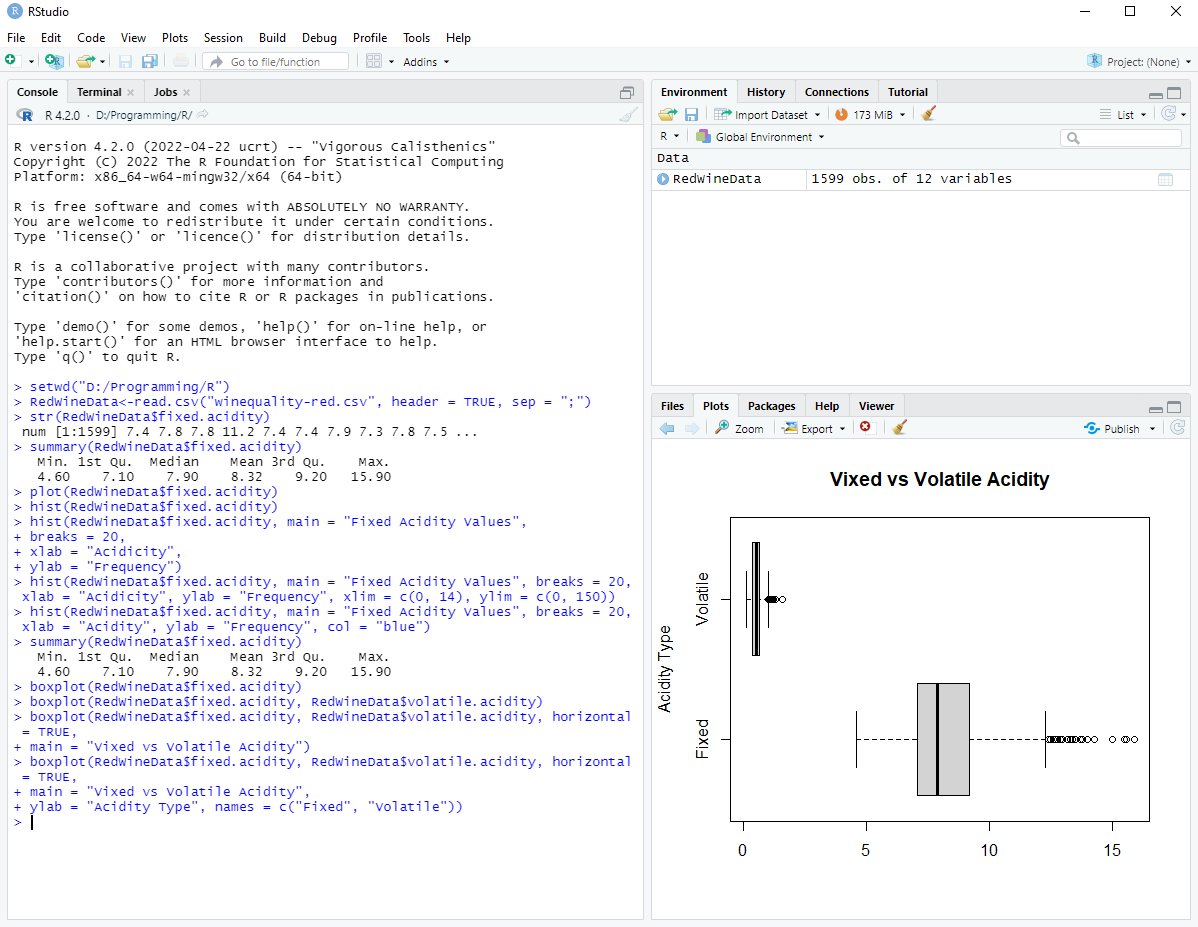 RStudio
File Edit Code View Plots Session Build Debug Profile Tools Help
Go to file/function Addins Project: (None)
Console Terminal Jobs
R 4.2.0 · D:/Programming/R/
R version 4.2.0 (2022-04-22 ucrt) -- "Vigorous Calisthenics"
Copyright (C) 2022 The R Foundation for Statistical Computing
Platform: x86_64-w64-mingw32/x64 (64-bit)
R is free software and comes with ABSOLUTELY NO WARRANTY.
You are welcome to redistribute it under certain conditions.
Type 'license()' or 'licence()' for distribution details.
R is a collaborative project with many contributors.
Type 'contributors()' for more information and
'citation()' on how to cite R or R packages in publications.
Type 'demo()' for some demos, 'help()' for on-line help, or
'help.start()' for an HTML browser interface to help.
Type 'q()' to quit R.
> setwd("D:/Programming/R")
> RedWineData<-read.csv("winequality-red.csv", header = TRUE, sep = ";")
> str(RedWineData$fixed.acidity)
num [1:1599] 7.4 7.8 7.8 11.2 7.4 7.4 7.9 7.3 7.8 7.5 ...
> summary(RedWineData$fixed.acidity)
Min. 1st Qu. Median Mean 3rd Qu. Max.
4.60 7.10 7.90 8.32 9.20 15.90
> plot(RedWineData$fixed.acidity)
> hist(RedWineData$fixed.acidity)
> hist(RedWineData$fixed.acidity, main = "Fixed Acidity Values",
+ breaks = 20,
+ xlab = "Acidicity",
+ ylab = "Frequency")
> hist(RedWineData$fixed.acidity, main = "Fixed Acidity Values", breaks = 20,
xlab = "Acidicity", ylab = "Frequency", xlim = c(0, 14), ylim = c(0, 150))
> hist(RedWineData$fixed.acidity, main = "Fixed Acidity Values", breaks = 20,
xlab = "Acidity", ylab = "Frequency", col = "blue")
> summary(RedWineData$fixed.acidity)
Min. 1st Qu. Median Mean 3rd Qu. Max.
4.60 7.10 7.90 8.32 9.20 15.90
> boxplot(RedWineData$fixed.acidity)
> boxplot(RedWineData$fixed.acidity, RedWineData$volatile.acidity)
> boxplot(RedWineData$fixed.acidity, RedWineData$volatile.acidity, horizontal
= TRUE,
+ main = "Vixed vs Volatile Acidity")
> boxplot(RedWineData$fixed.acidity, RedWineData$volatile.acidity, horizontal
= TRUE,
+ main = "Vixed vs Volatile Acidity",
+ ylab = "Acidity Type", names = c("Fixed", "Volatile"))
>
Environment History Connections Tutorial
Import Dataset 173 MiB List
R Global Environment
Data
RedWineData 1599 obs. of 12 variables
Files Plots Packages Help Viewer
Zoom Export Publish
Vixed vs Volatile Acidity
Acidity Type
Volatile
Fixed
0 5 10 15